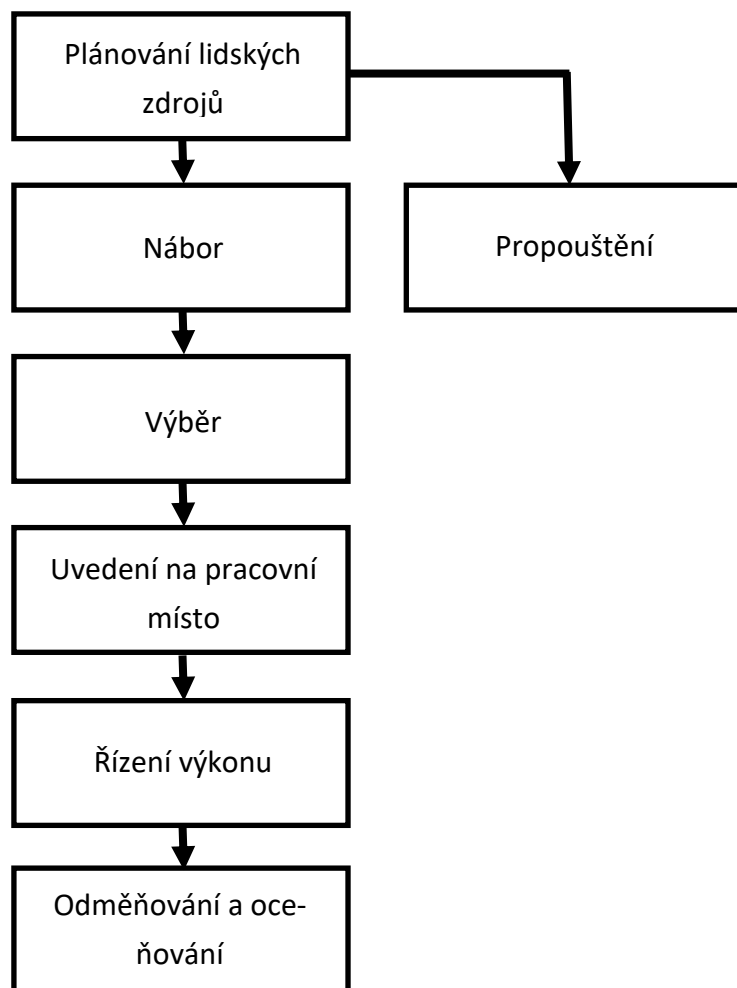 Plánování lidských
zdrojů
Nábor
Propouštění
Výběr
Uvedení na pracovní
místo
Řízení výkonu
Odměňování a oce-
ňování